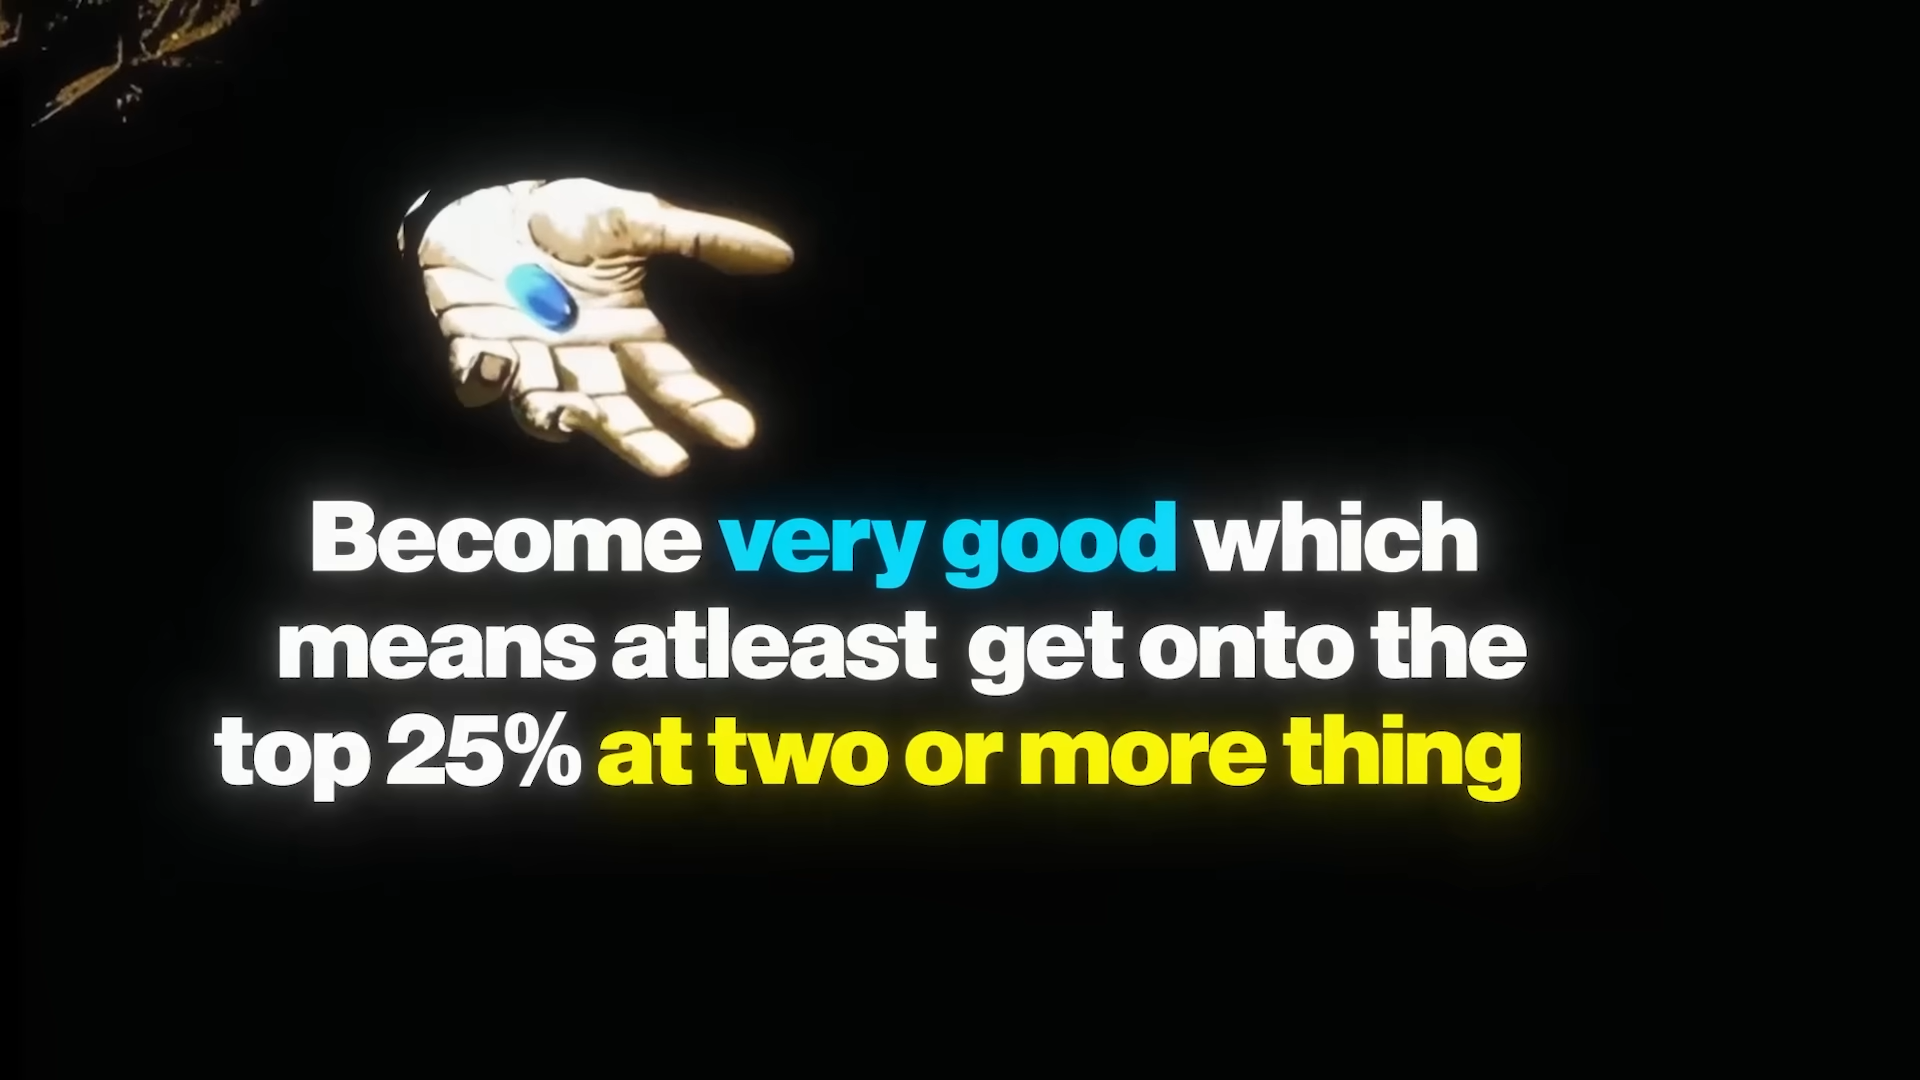 Become very good which
means atleast get onto the
top 25% at two or more thing